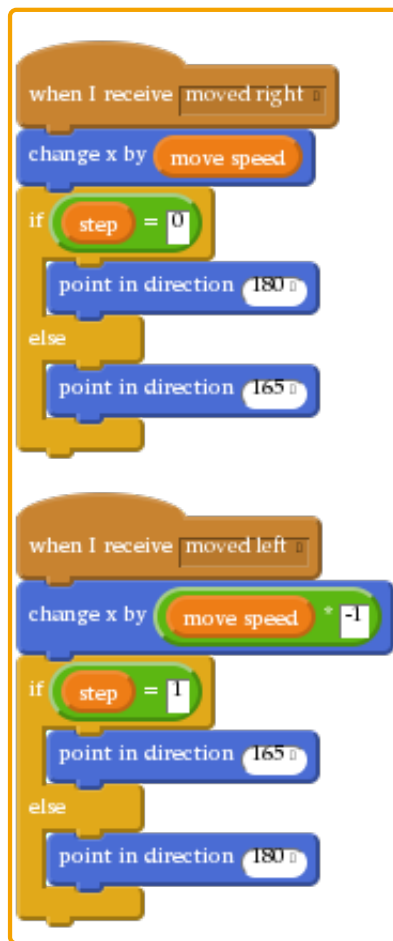 when I receive moved right
change x by move speed
if step = 0
point in direction 180
else
point in direction 165
when I receive moved left
change x by move speed * -1
if step = 1
point in direction 165
else
point in direction 180